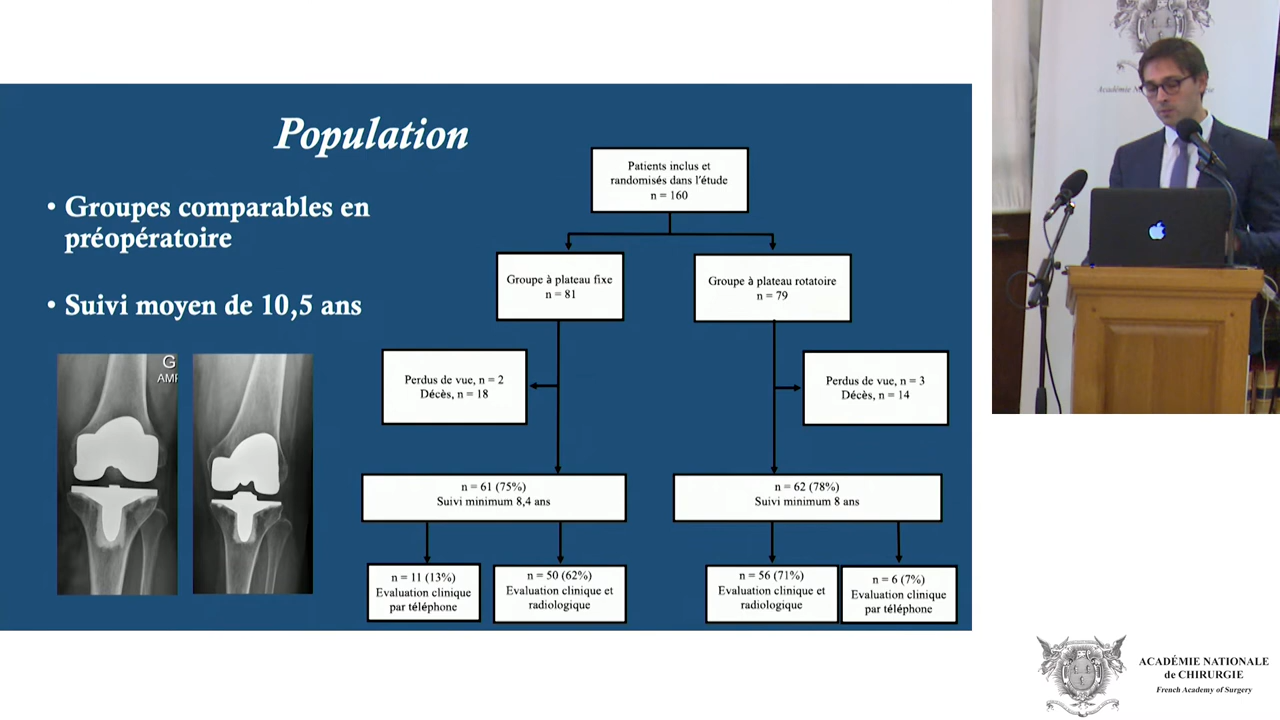 Population
• Groupes comparables en
préopératoire
• Suivi moyen de 10,5 ans
G
Patients inclus et
randomisés dans l'étude
n = 160
Groupe à plateau fixe
n = 81
Groupe à plateau rotatoire
n = 79
Perdus de vue, n = 2
Décès, n = 18
Perdus de vue, n = 3
Décès, n = 14
n = 61 (75%)
Suivi minimum 8,4 ans
n = 62 (78%)
Suivi minimum 8 ans
n = 11 (13%)
Evaluation clinique
par téléphone
n = 50 (62%)
Evaluation clinique et
radiologique
n = 56 (71%)
Evaluation clinique et
radiologique
n = 6 (7%)
Evaluation clinique
par téléphone
ACADÉMIE NATIONALE
de CHIRURGIE
French Academy of Surgery